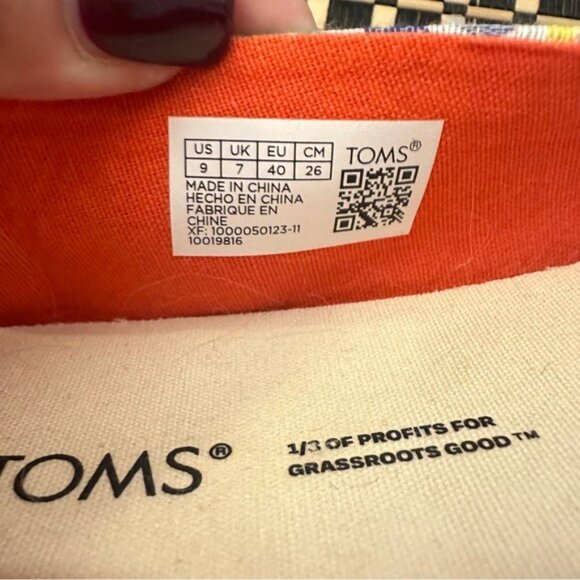 US UK EU CM
9 7 40 26
TOMS®
MADE IN CHINA
HECHO EN CHINA
FABRIQUE EN
CHINE
XF: 1000050123-11
10019816
TOMS®
1/3 OF PROFITS FOR
GRASSROOTS GOOD™